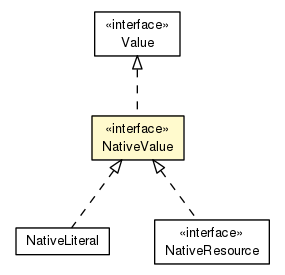 «interface»
Value
«interface»
NativeValue
NativeLiteral
«interface»
NativeResource